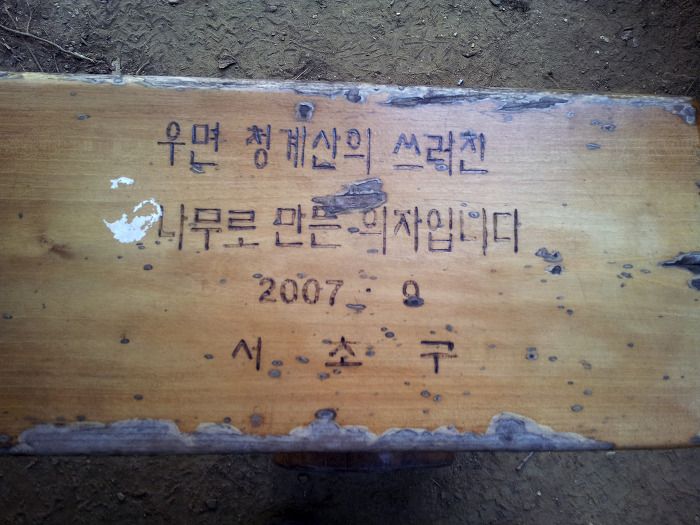 우면 청계산의 쓰러진
나무로 만든 의자입니다
2007 · 9
서 초 구